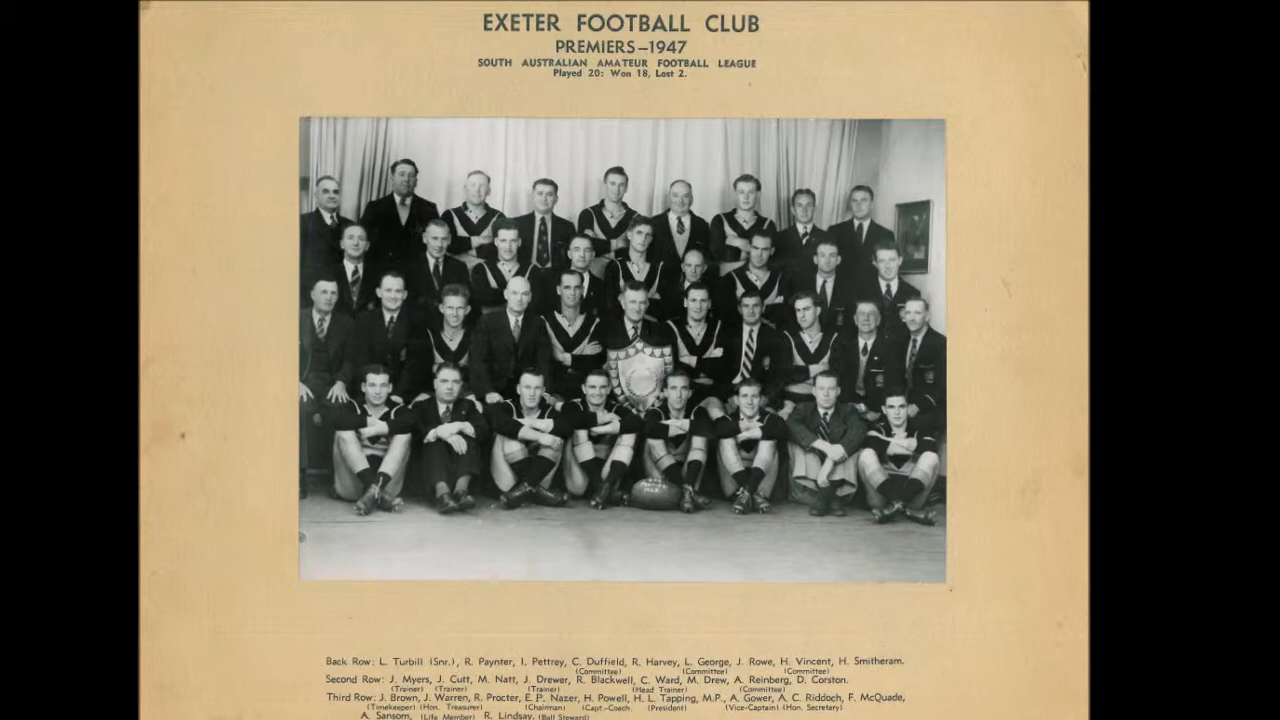 EXETER FOOTBALL CLUB
PREMIERS–1947
SOUTH AUSTRALIAN AMATEUR FOOTBALL LEAGUE
Played 20: Won 18, Lost 2.
Back Row: L. Turbill (Snr.), R. Paynter, I. Pettrey, C. Duffield, R. Harvey, L. George, J. Rowe, H. Vincent, H. Smitheram.
(Committee) (Committee) (Committee)
Second Row: J. Myers, J. Cutt, M. Natt, J. Drewer, R. Blackwell, C. Ward, M. Drew, A. Reinberg, D. Corston.
(Trainer) (Trainer) (Trainer) (Head Trainer) (Committee)
Third Row: J. Brown, J. Warren, R. Procter, E. P. Nazer, H. Powell, H. L. Tapping, M.P., A. Gower, A. C. Riddoch, F. McQuade,
(Timekeeper) (Hon. Treasurer) (Chairman) (Capt.-Coach. (President) (Vice-Captain) (Hon. Secretary)
A. Sansom, (Life Member) R. Lindsay. (Ball Steward)